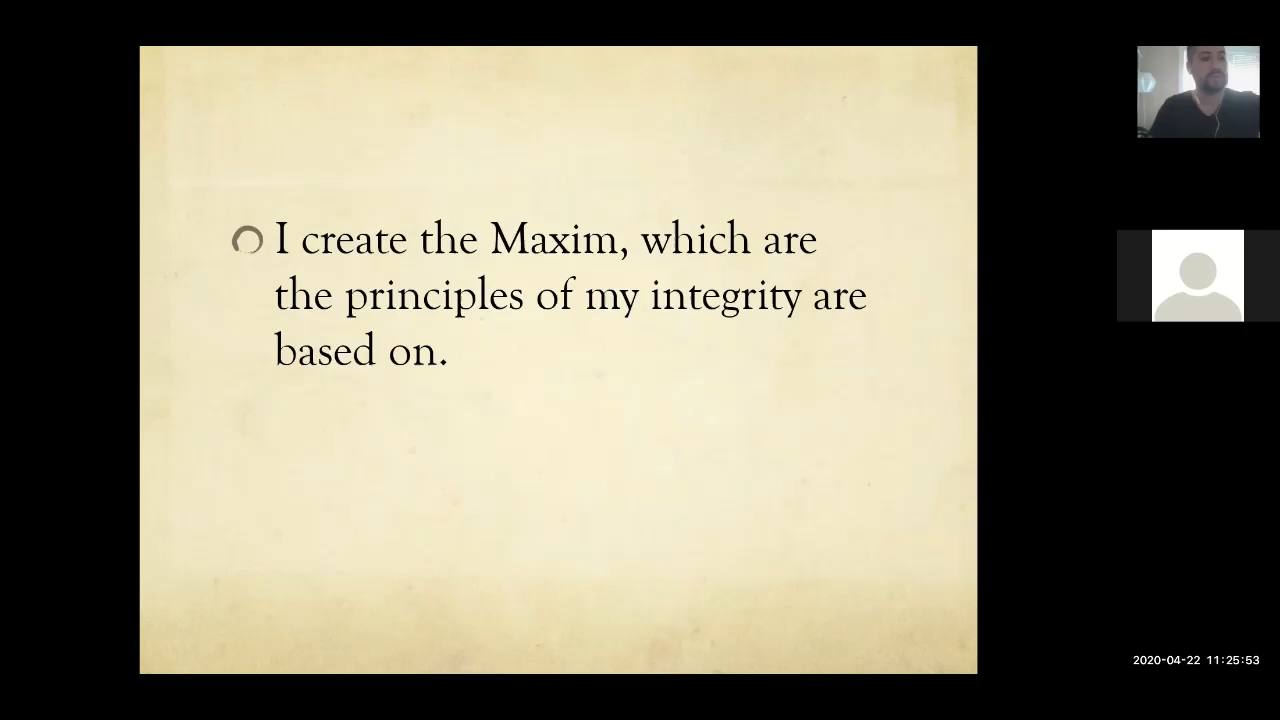 I create the Maxim, which are
the principles of my integrity are
based on.
2020-04-22 11:25:53